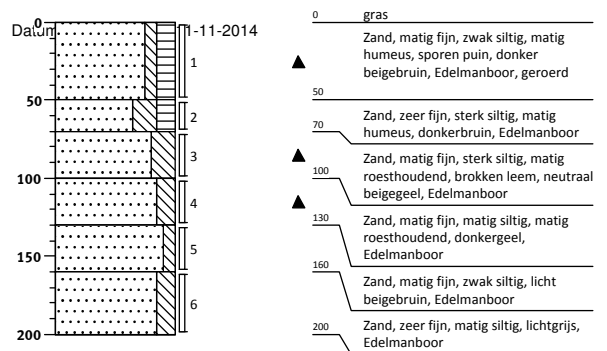 0
Datum 11-11-2014
1
50
2
3
100
4
5
150
6
200
0 gras
Zand, matig fijn, zwak siltig, matig
humeus, sporen puin, donker
beigebruin, Edelmanboor, geroerd
50
Zand, zeer fijn, sterk siltig, matig
humeus, donkerbruin, Edelmanboor
70
Zand, matig fijn, sterk siltig, matig
roesthoudend, brokken leem, neutraal
beigegeel, Edelmanboor
100
Zand, matig fijn, matig siltig, matig
roesthoudend, donkergeel,
Edelmanboor
130
Zand, matig fijn, zwak siltig, licht
beigebruin, Edelmanboor
160
Zand, zeer fijn, matig siltig, lichtgrijs,
Edelmanboor
200